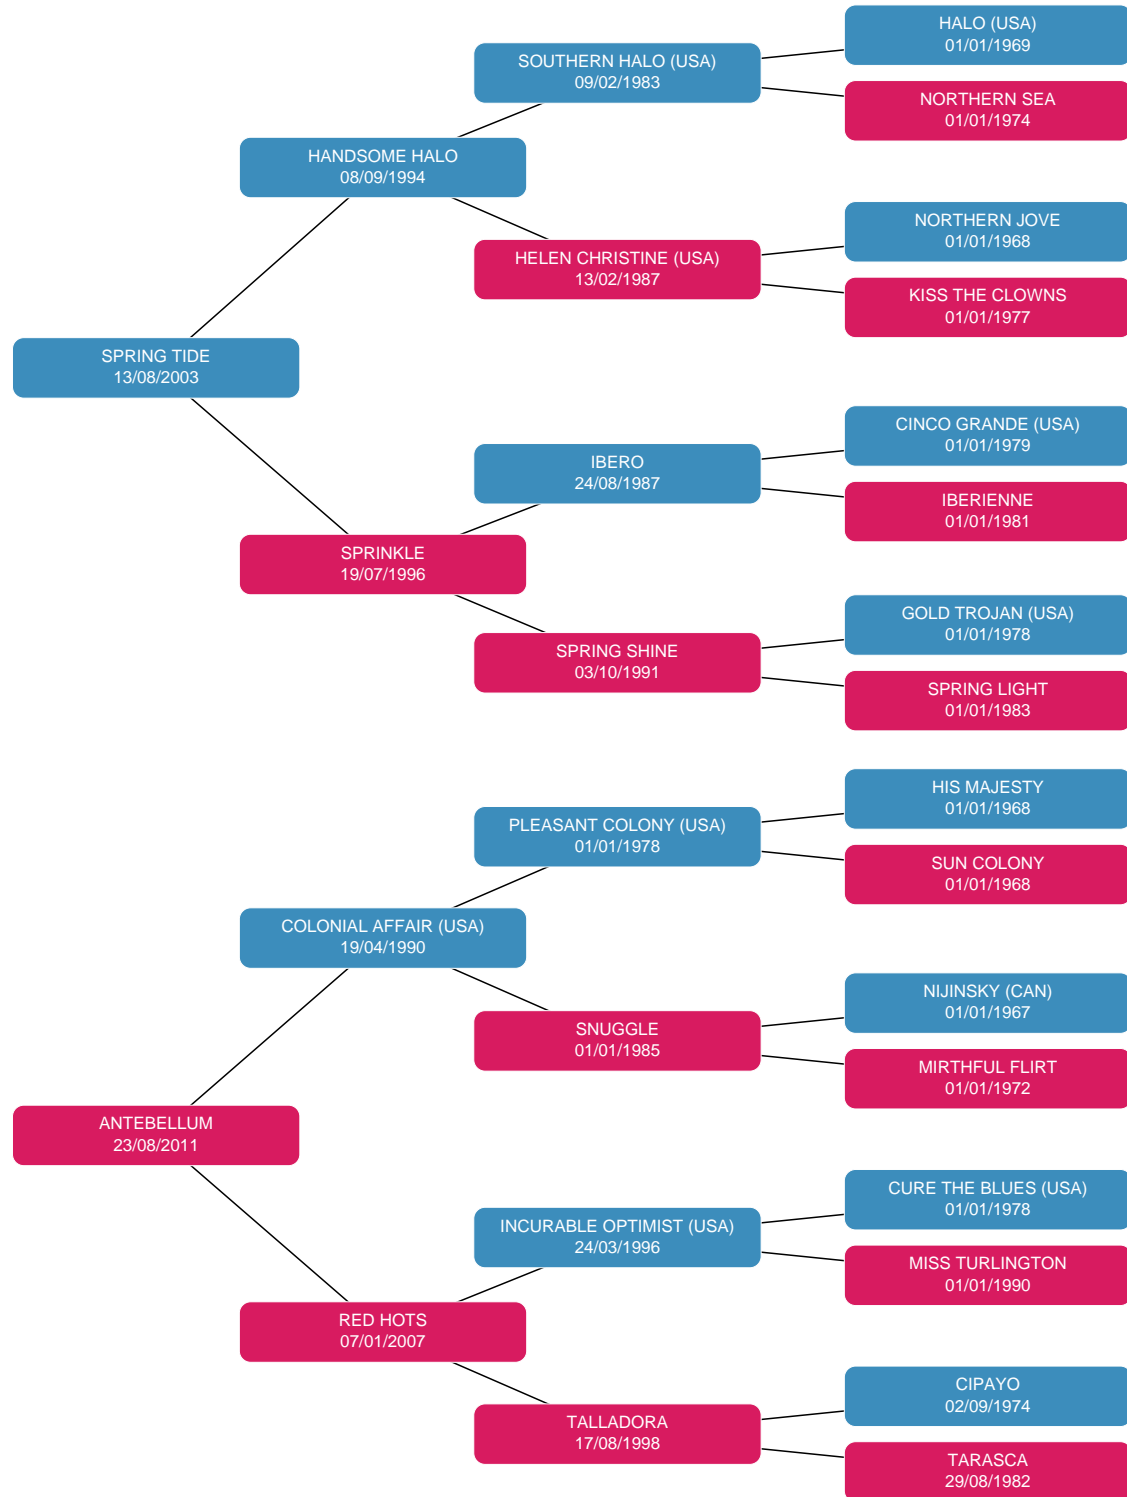 HALO (USA)
01/01/1969
SOUTHERN HALO (USA)
09/02/1983
NORTHERN SEA
01/01/1974
HANDSOME HALO
08/09/1994
NORTHERN JOVE
01/01/1968
HELEN CHRISTINE (USA)
13/02/1987
KISS THE CLOWNS
01/01/1977
SPRING TIDE
13/08/2003
CINCO GRANDE (USA)
01/01/1979
IBERO
24/08/1987
IBERIENNE
01/01/1981
SPRINKLE
19/07/1996
GOLD TROJAN (USA)
01/01/1978
SPRING SHINE
03/10/1991
SPRING LIGHT
01/01/1983
HIS MAJESTY
01/01/1968
PLEASANT COLONY (USA)
01/01/1978
SUN COLONY
01/01/1968
COLONIAL AFFAIR (USA)
19/04/1990
NIJINSKY (CAN)
01/01/1967
SNUGGLE
01/01/1985
MIRTHFUL FLIRT
01/01/1972
ANTEBELLUM
23/08/2011
CURE THE BLUES (USA)
01/01/1978
INCURABLE OPTIMIST (USA)
24/03/1996
MISS TURLINGTON
01/01/1990
RED HOTS
07/01/2007
CIPAYO
02/09/1974
TALLADORA
17/08/1998
TARASCA
29/08/1982